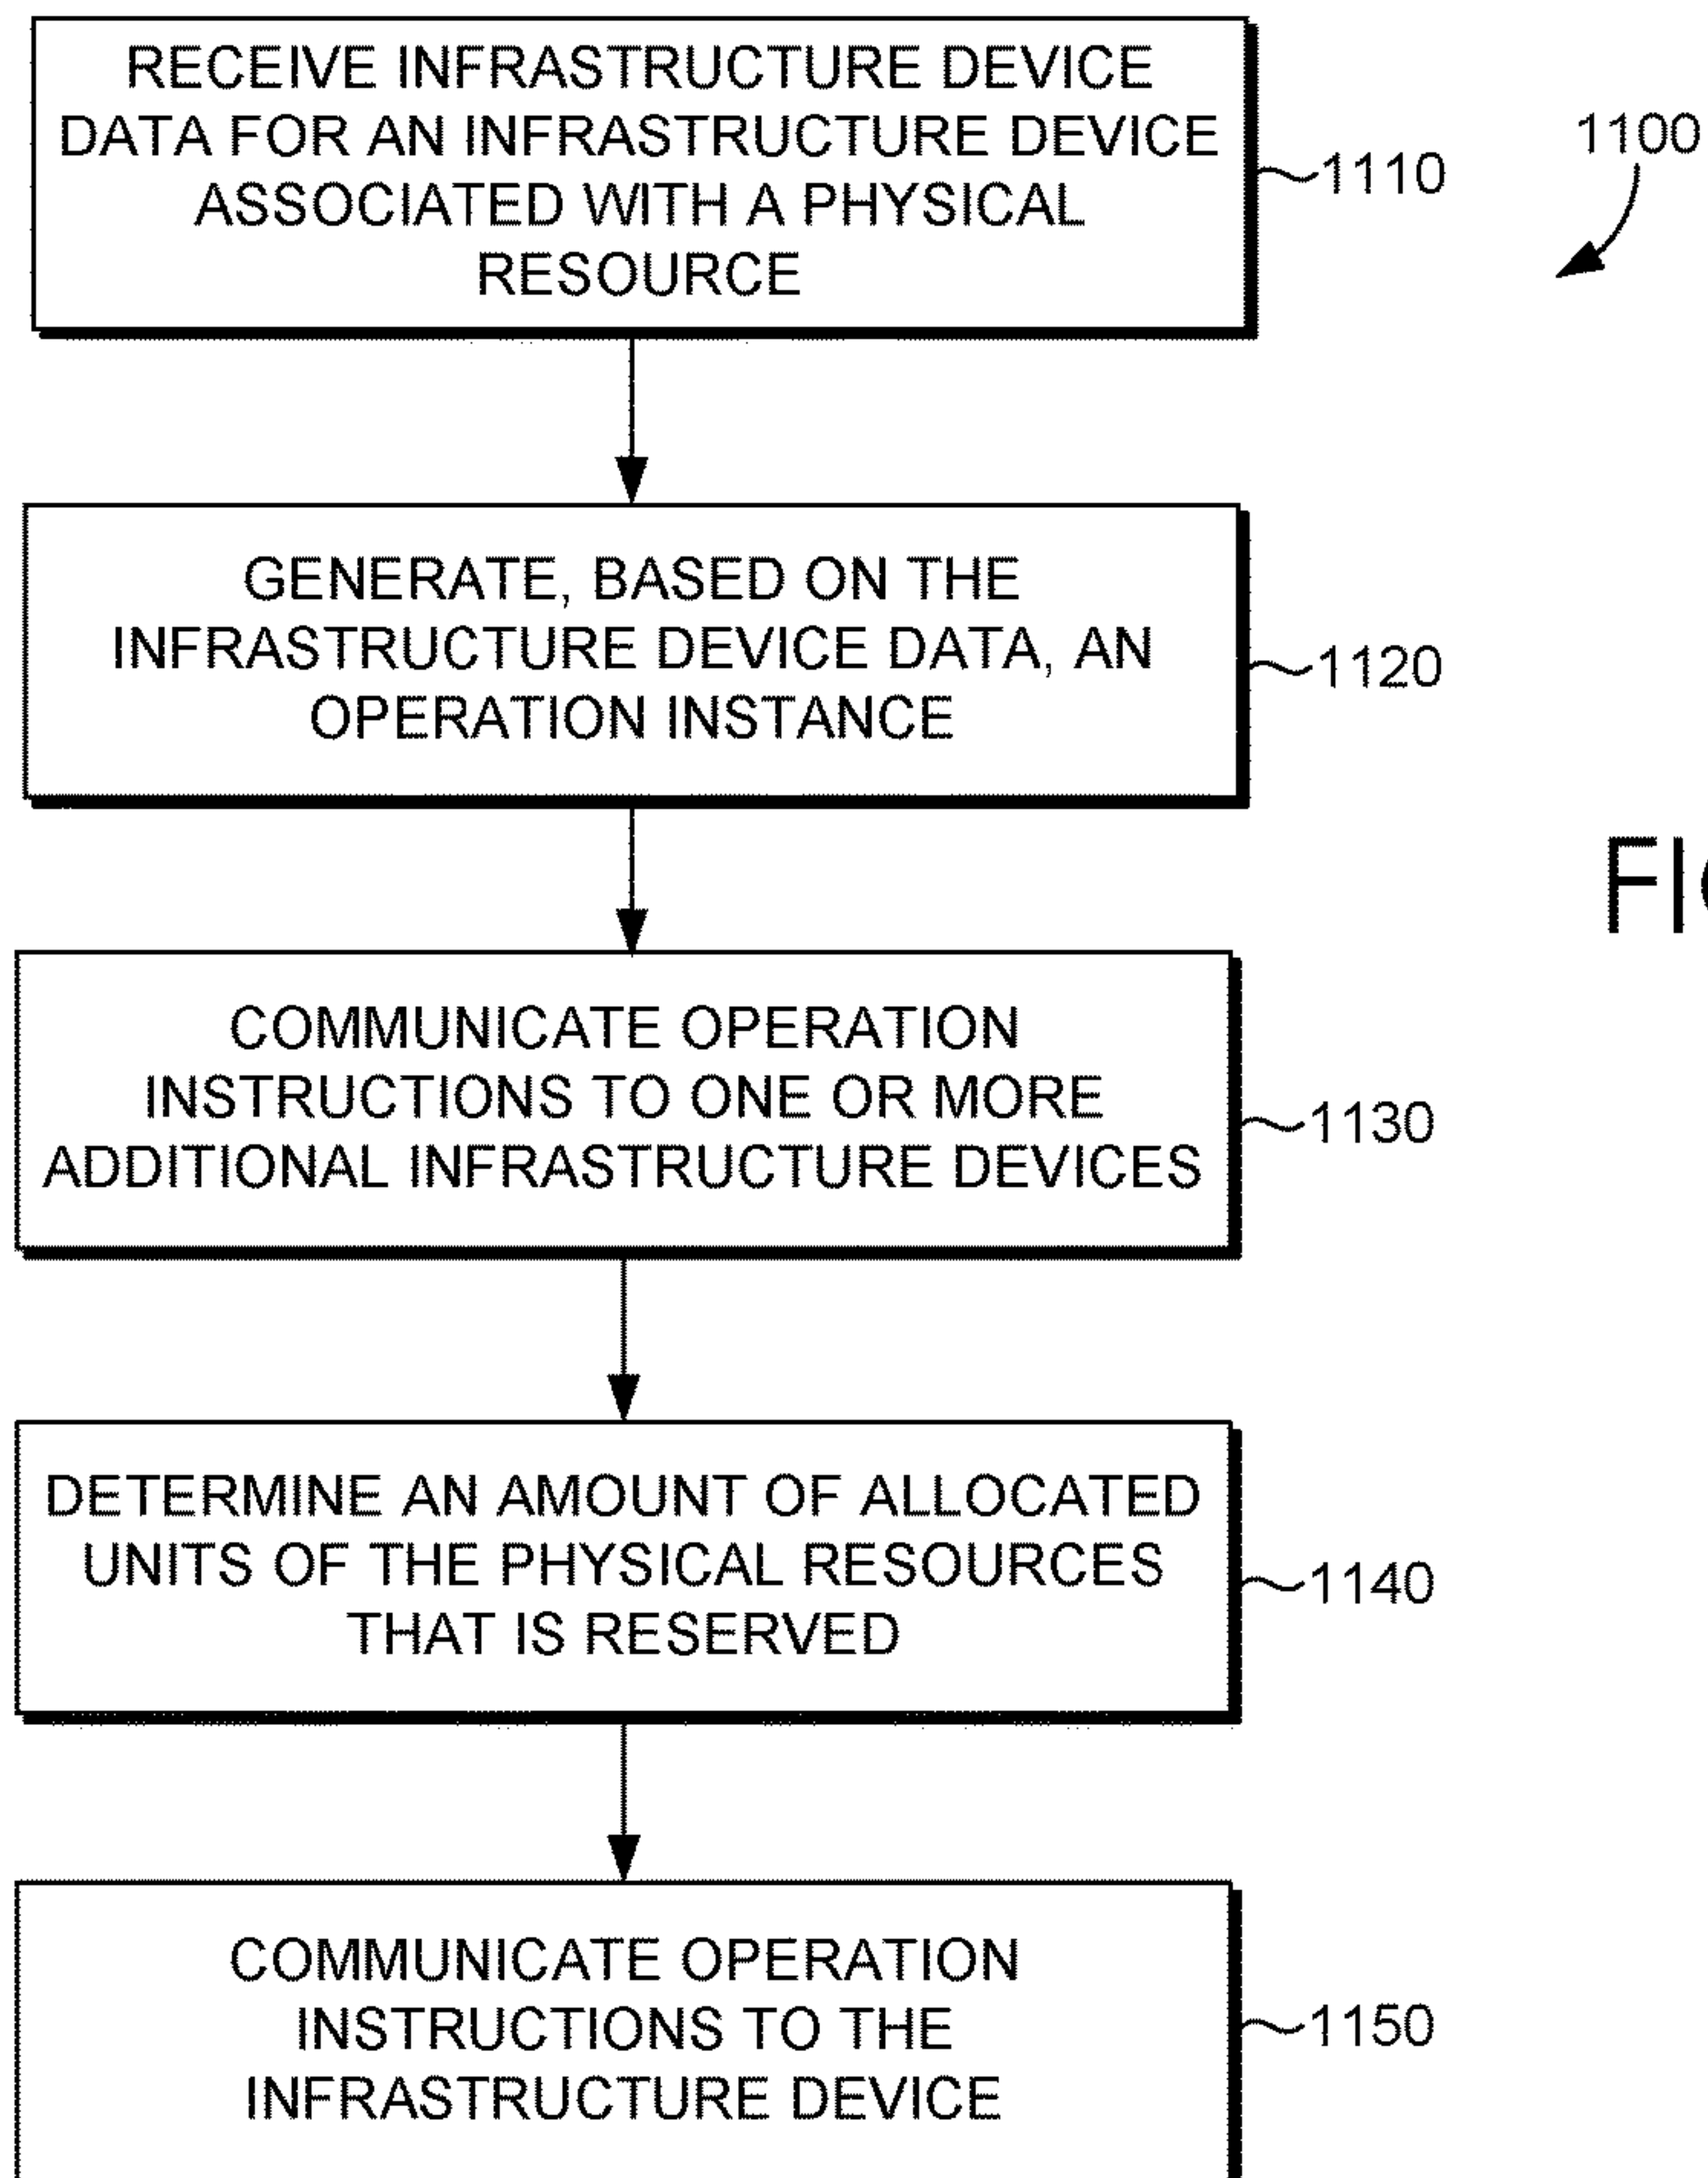 RECEIVE INFRASTRUCTURE DEVICE
DATA FOR AN INFRASTRUCTURE DEVICE
ASSOCIATED WITH A PHYSICAL
RESOURCE
1110
1100
GENERATE, BASED ON THE
INFRASTRUCTURE DEVICE DATA, AN
OPERATION INSTANCE
1120
COMMUNICATE OPERATION
INSTRUCTIONS TO ONE OR MORE
ADDITIONAL INFRASTRUCTURE DEVICES
1130
DETERMINE AN AMOUNT OF ALLOCATED
UNITS OF THE PHYSICAL RESOURCES
THAT IS RESERVED
1140
COMMUNICATE OPERATION
INSTRUCTIONS TO THE
INFRASTRUCTURE DEVICE
1150